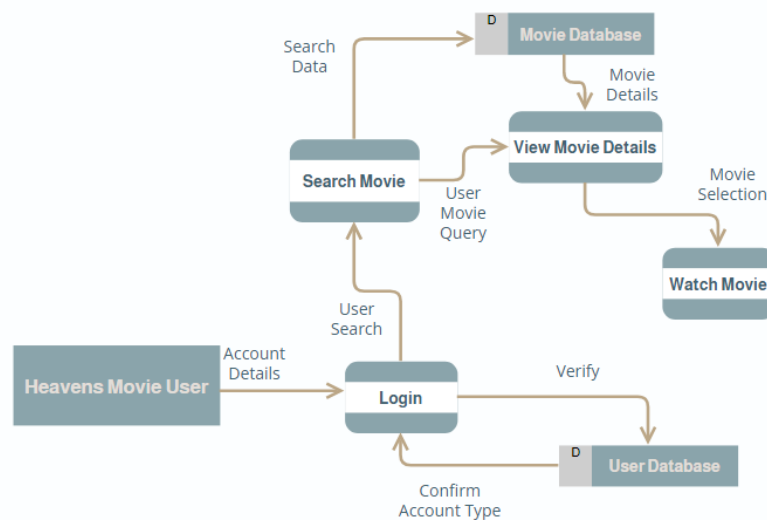 D
Movie Database
Search
Data
Movie
Details
View Movie Details
Search Movie
Movie
Selection
User
Movie
Query
Watch Movie
User
Search
Account
Details
Heavens Movie User
Login
Verify
D
User Database
Confirm
Account Type